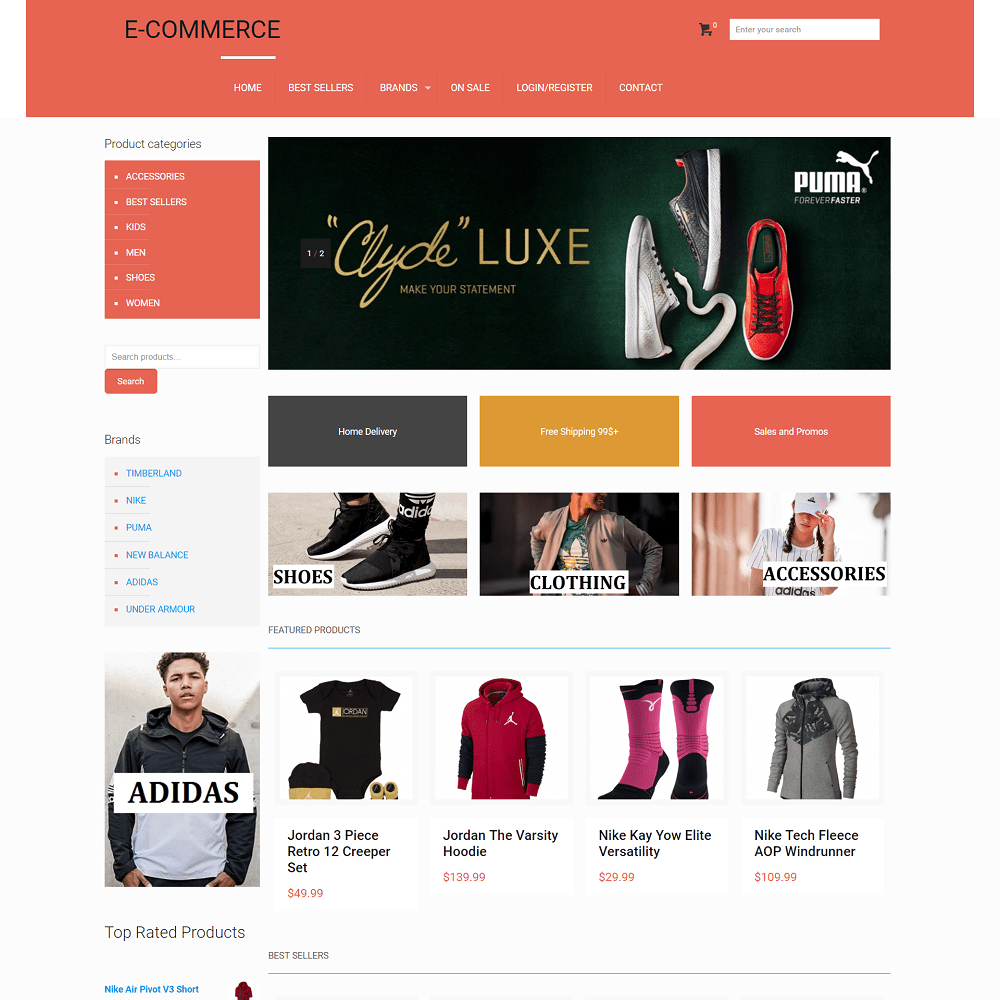 E-COMMERCE
0
Enter your search
HOME
BEST SELLERS
BRANDS
ON SALE
LOGIN/REGISTER
CONTACT
Product categories
ACCESSORIES
BEST SELLERS
KIDS
MEN
SHOES
WOMEN
Search products...
Search
Brands
TIMBERLAND
NIKE
PUMA
NEW BALANCE
ADIDAS
UNDER ARMOUR
ADIDAS
Top Rated Products
Nike Air Pivot V3 Short
PUMA®
FOREVER FASTER
"Clyde" LUXE
1 / 2
MAKE YOUR STATEMENT
Home Delivery
Free Shipping 99$+
Sales and Promos
adidas
SHOES
CLOTHING
ACCESSORIES
adidas
FEATURED PRODUCTS
JORDAN
Jordan 3 Piece
Retro 12 Creeper
Set
$49.99
Jordan The Varsity
Hoodie
$139.99
Nike Kay Yow Elite
Versatility
$29.99
Nike Tech Fleece
AOP Windrunner
$109.99
BEST SELLERS